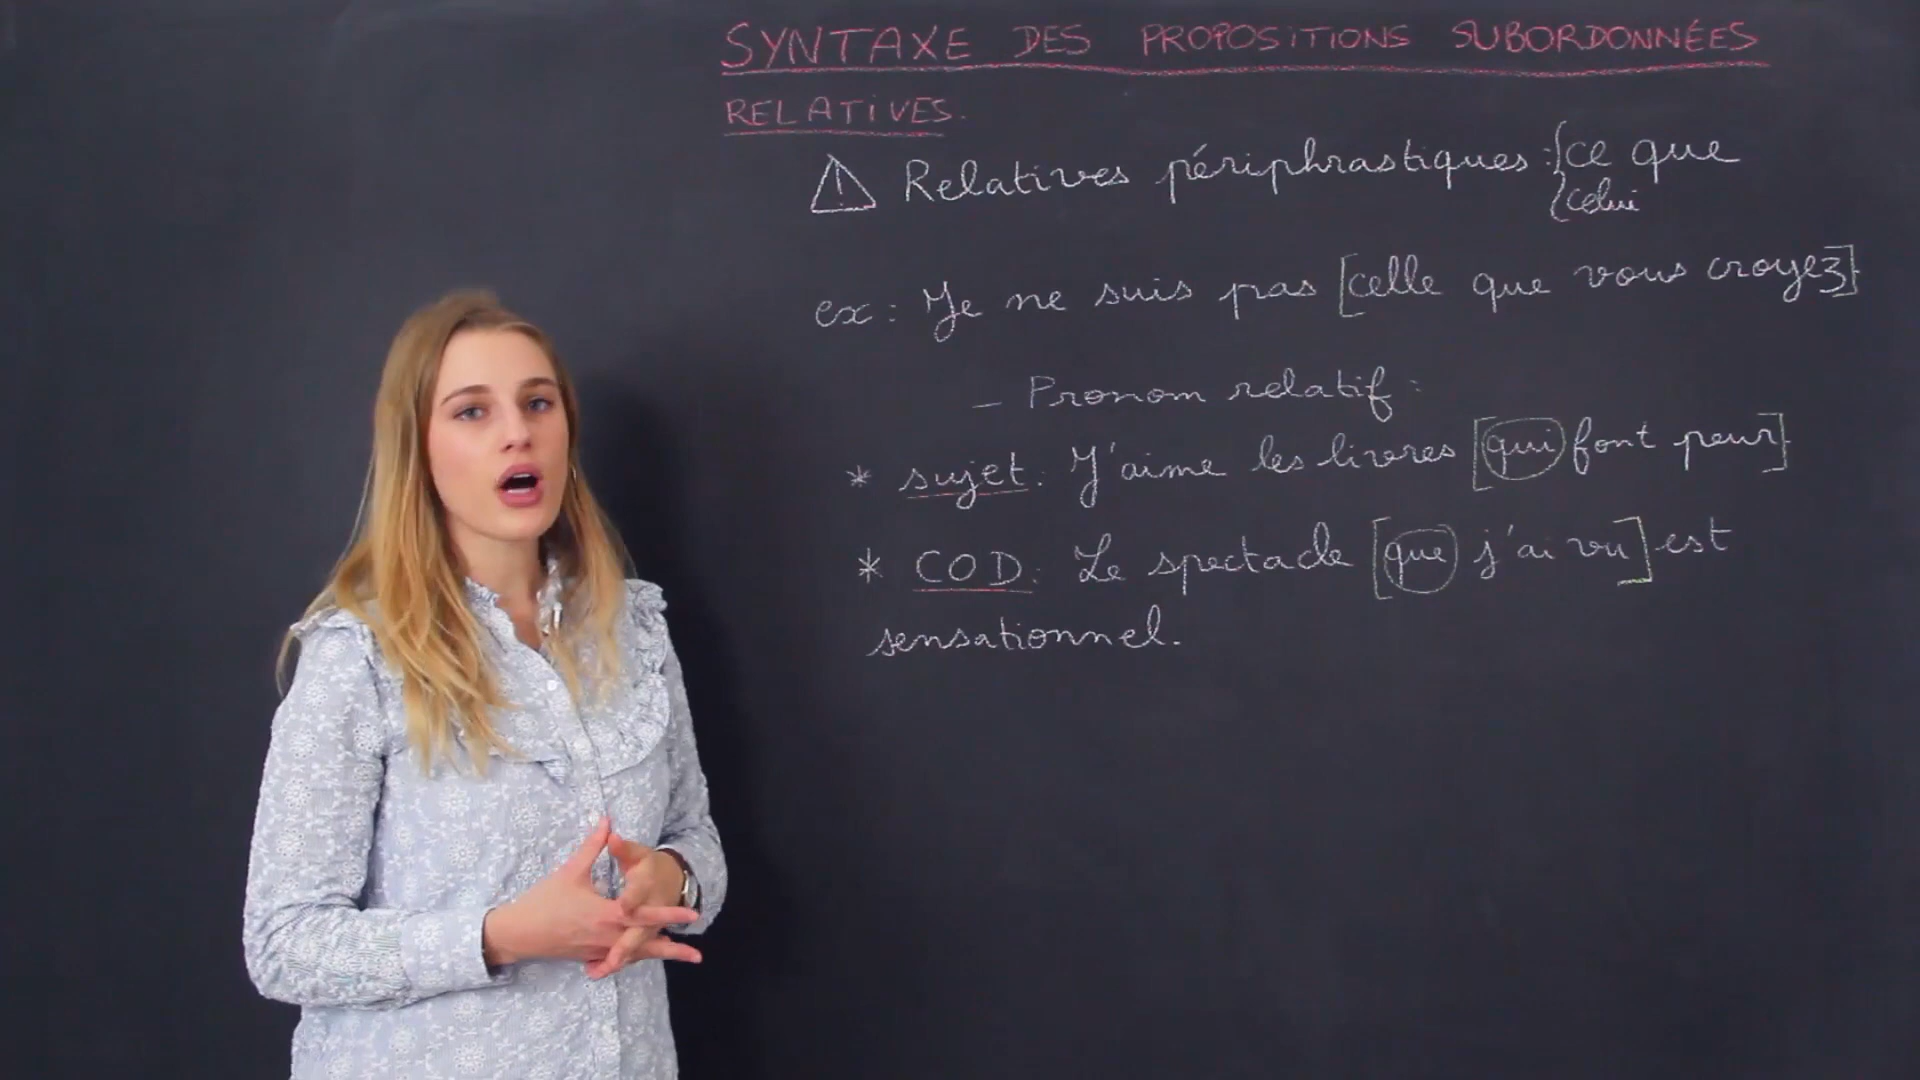 SYNTAXE DES PROPOSITIONS SUBORDONNÉES
RELATIVES.
⚠ Relatives périphrastiques : { ce que
{ celui
ex : Je ne suis pas [celle que vous croyez]
_ Pronom relatif :
* sujet : J'aime les livres [qui font peur].
* COD : Le spectacle [que j'ai vu] est
sensationnel.